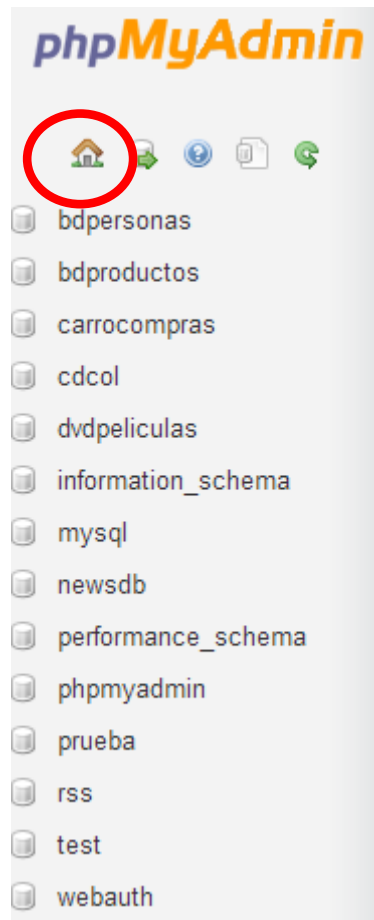 phpMyAdmin
bdpersonas
bdproductos
carrocompras
cdcol
dvdpeliculas
information_schema
mysql
newsdb
performance_schema
phpmyadmin
prueba
rss
test
webauth